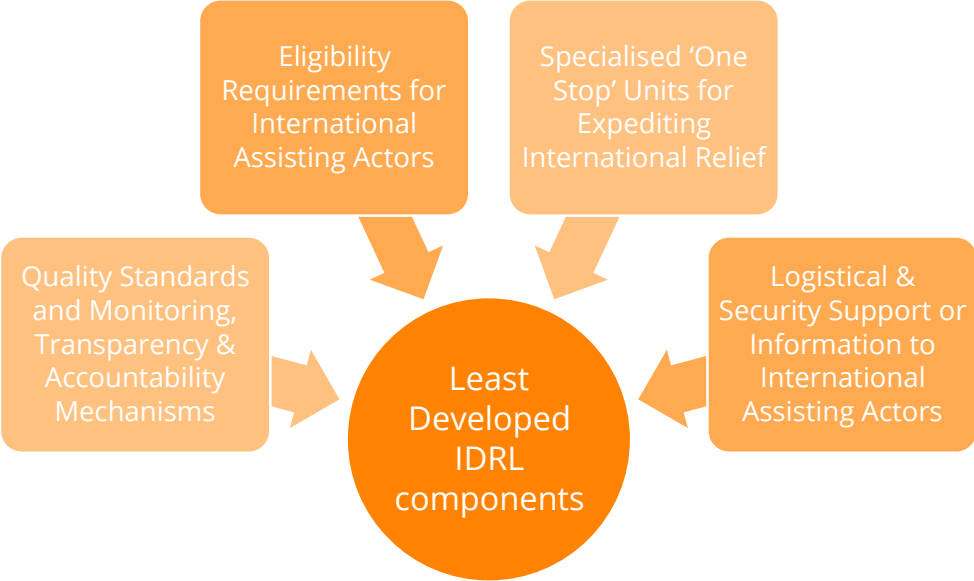 Eligibility
Requirements for
International
Assisting Actors
Specialised ‘One
Stop’ Units for
Expediting
International Relief
Quality Standards
and Monitoring,
Transparency &
Accountability
Mechanisms
Logistical &
Security Support or
Information to
International
Assisting Actors
Least
Developed
IDRL
components